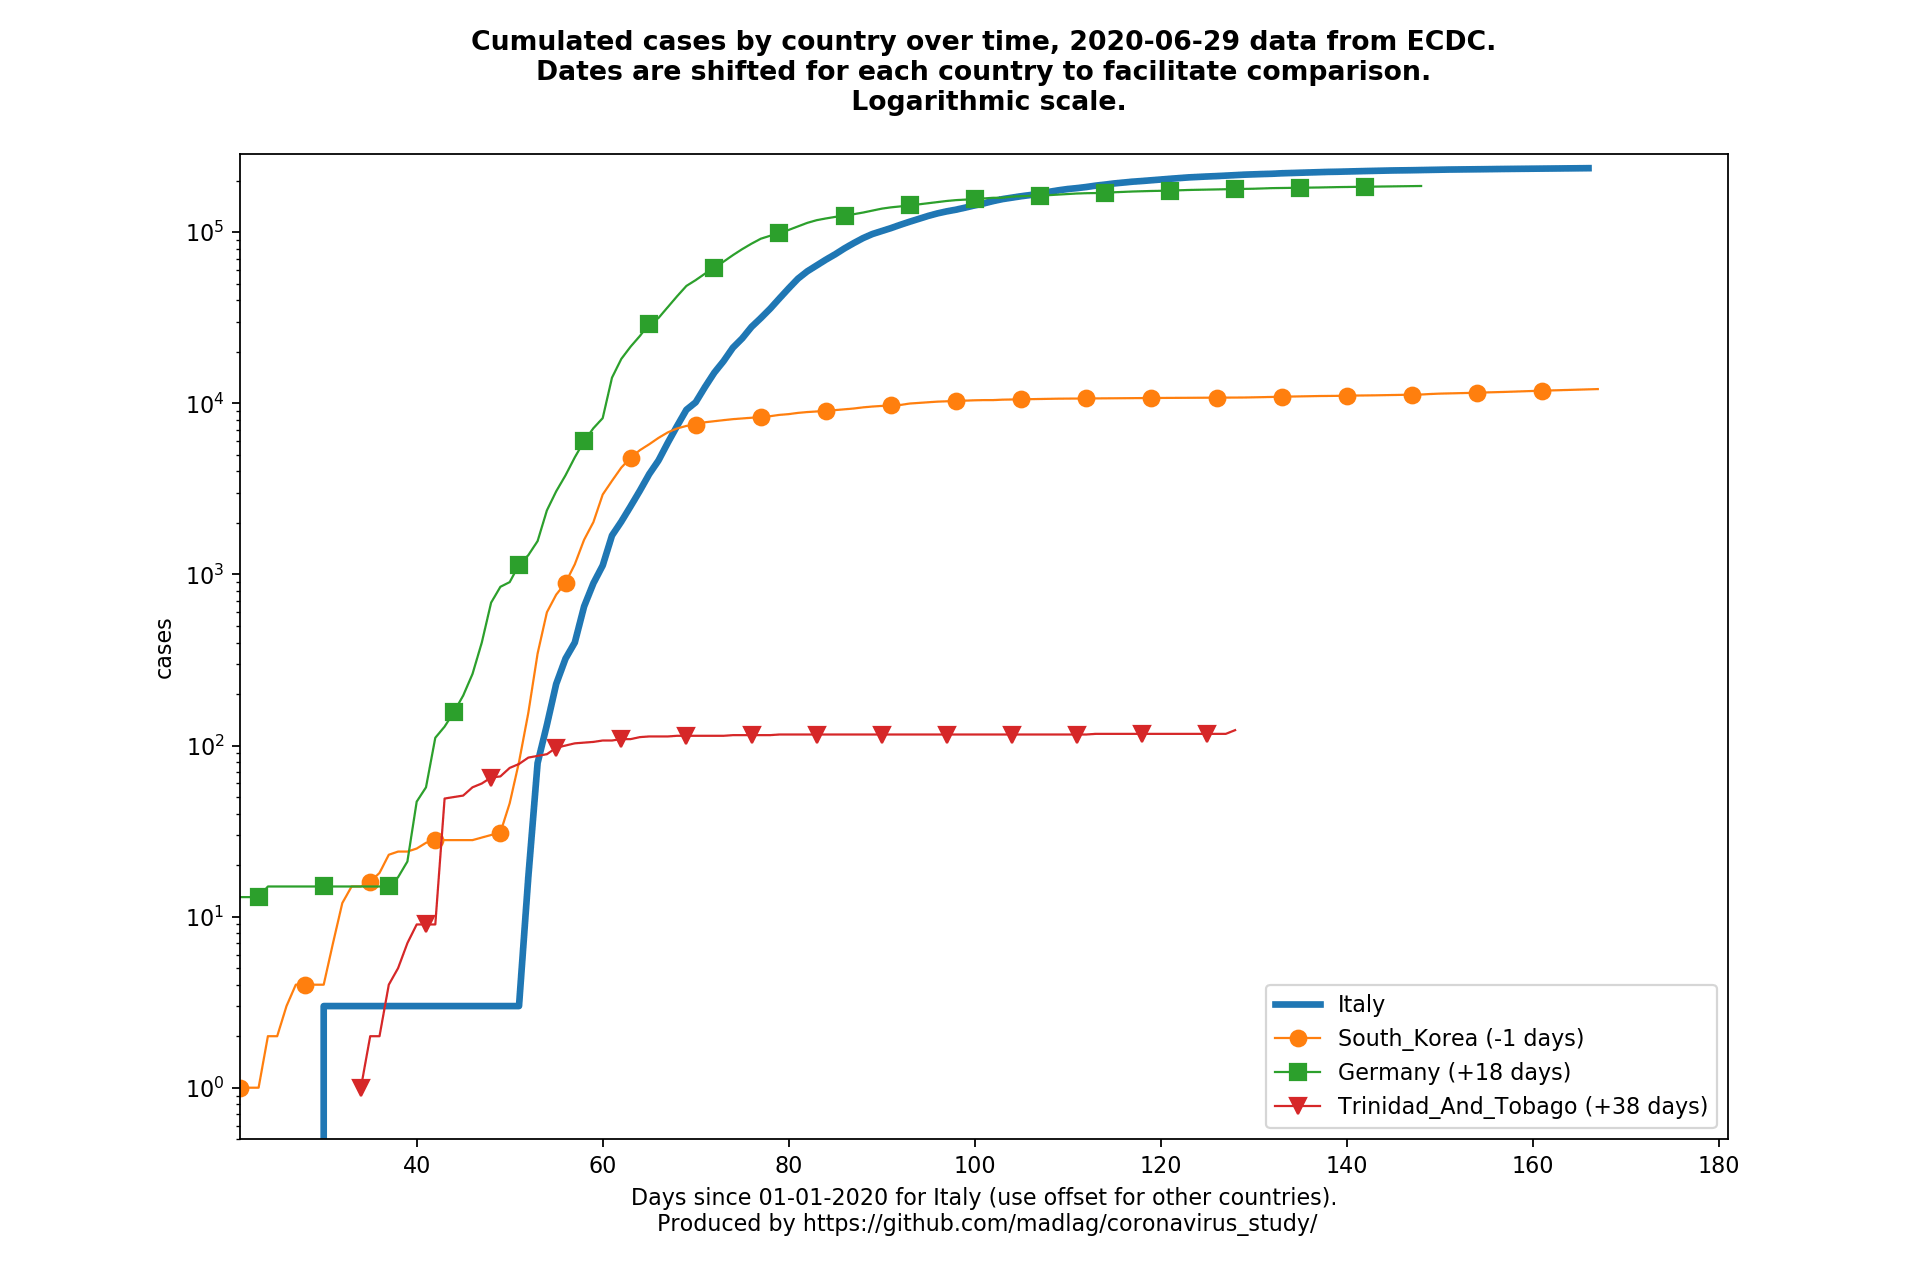 Cumulated cases by country over time, 2020-06-29 data from ECDC.
Dates are shifted for each country to facilitate comparison.
Logarithmic scale.
10^5
10^4
10^3
10^2
10^1
10^0
cases
Italy
South_Korea (-1 days)
Germany (+18 days)
Trinidad_And_Tobago (+38 days)
40 60 80 100 120 140 160 180
Days since 01-01-2020 for Italy (use offset for other countries).
Produced by https://github.com/madlag/coronavirus_study/